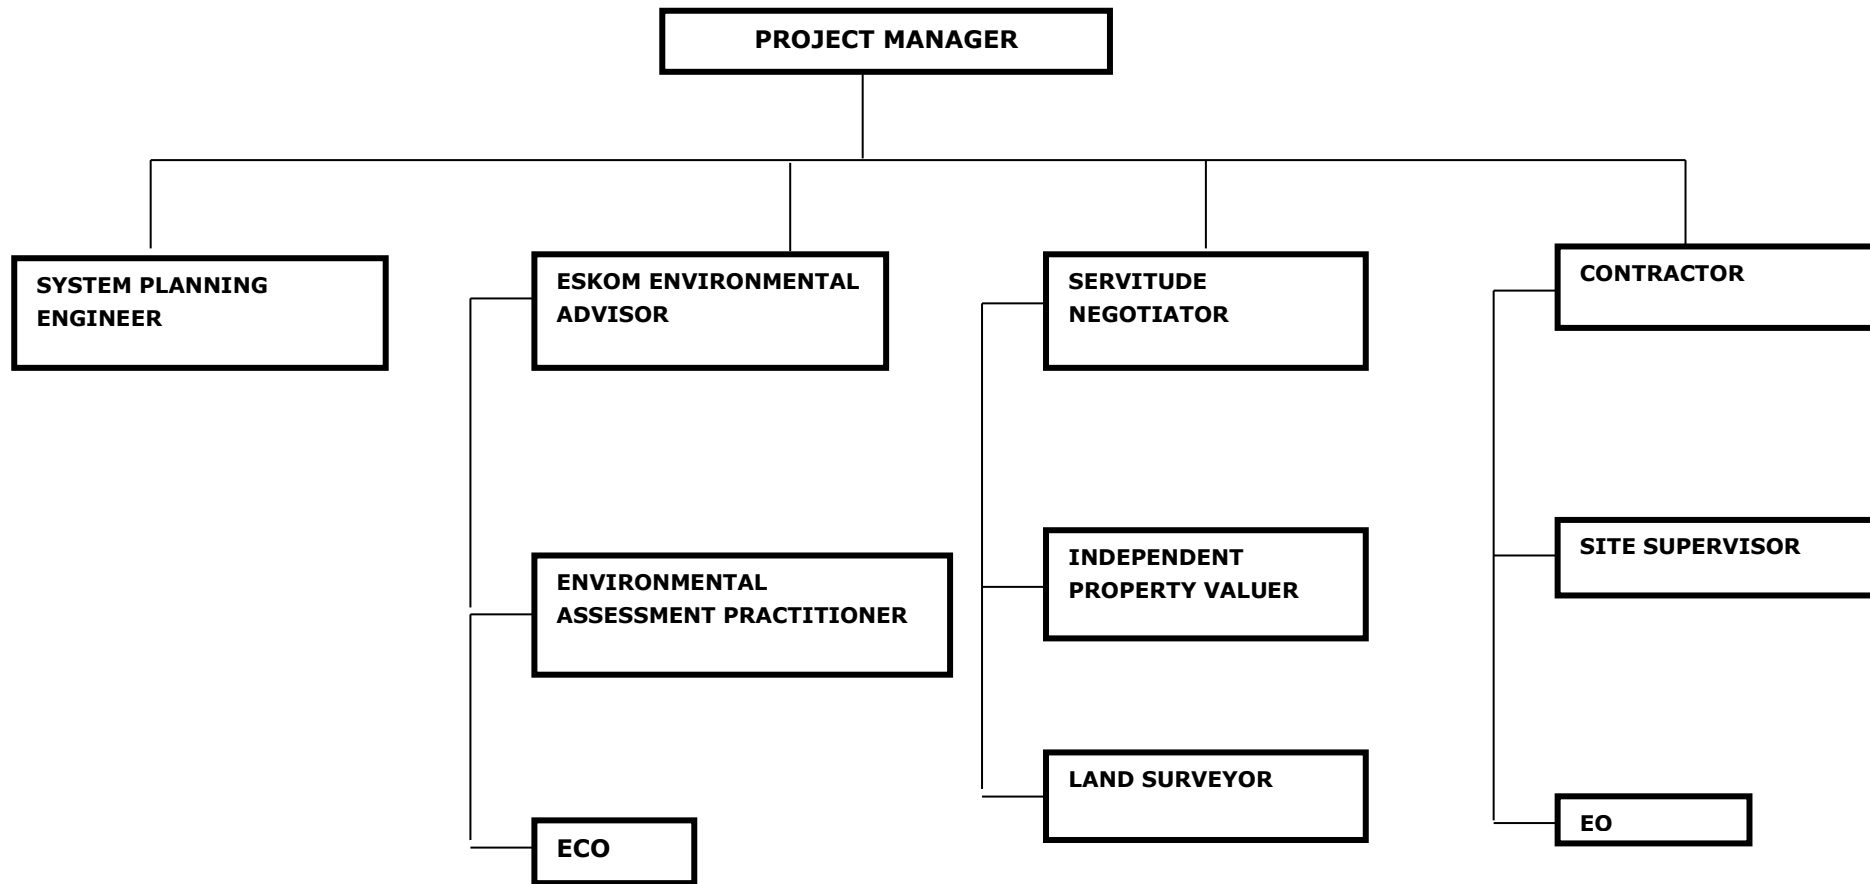 PROJECT MANAGER
SYSTEM PLANNING
ENGINEER
ESKOM ENVIRONMENTAL
ADVISOR
SERVITUDE
NEGOTIATOR
CONTRACTOR
ENVIRONMENTAL
ASSESSMENT PRACTITIONER
INDEPENDENT
PROPERTY VALUER
SITE SUPERVISOR
ECO
LAND SURVEYOR
EO